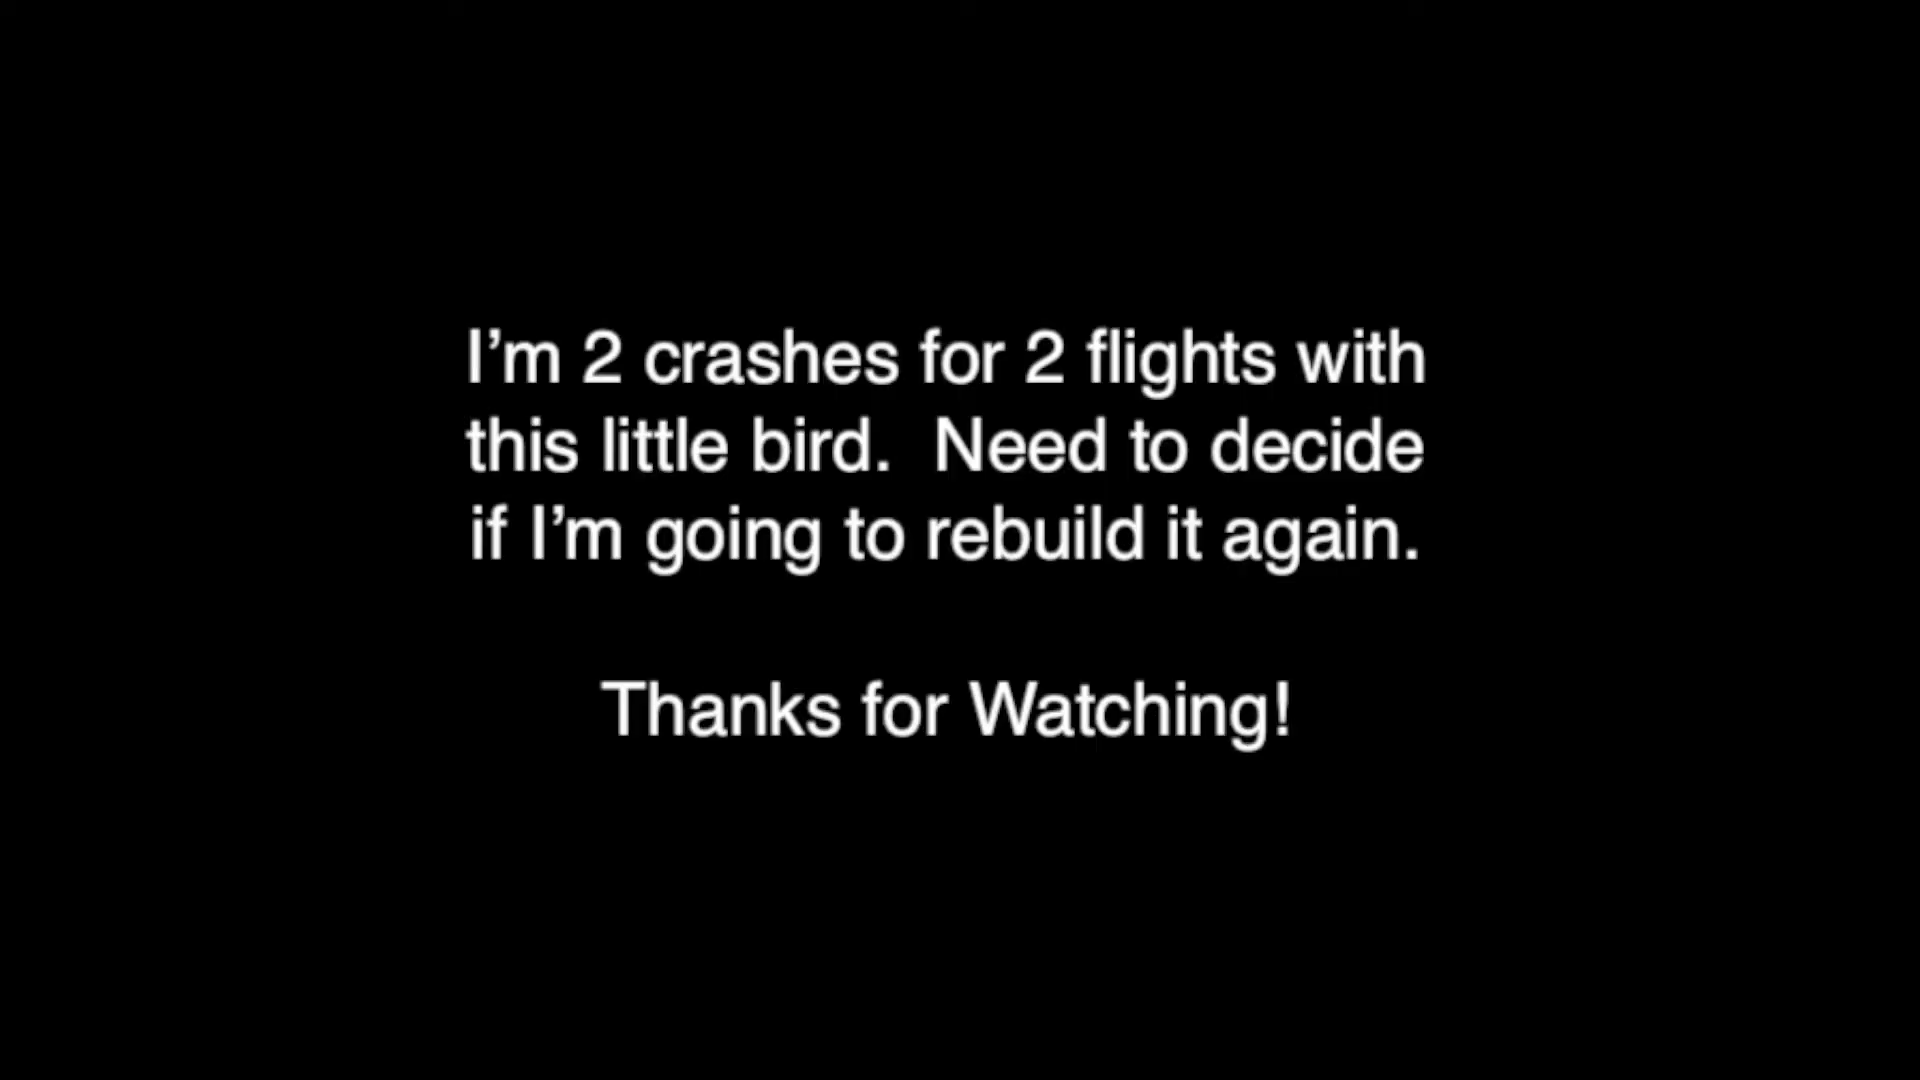 I’m 2 crashes for 2 flights with
this little bird.  Need to decide
if I’m going to rebuild it again.
Thanks for Watching!